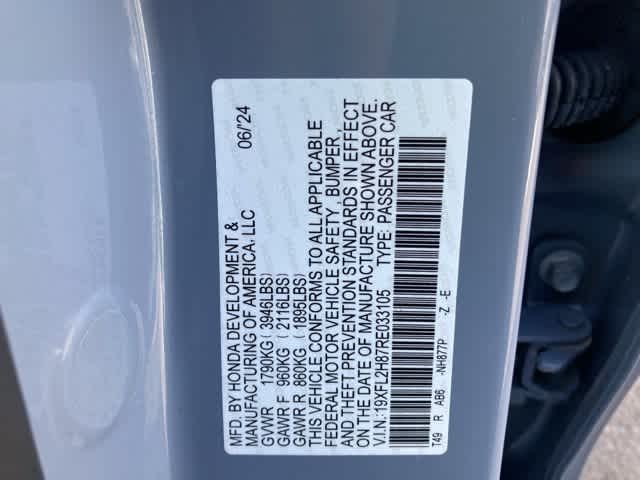 MFD. BY HONDA DEVELOPMENT &
MANUFACTURING OF AMERICA, LLC 06/'24
GVWR 1790KG (3946LBS)
GAWR F 960KG (2116LBS)
GAWR R 860KG (1895LBS)
THIS VEHICLE CONFORMS TO ALL APPLICABLE
FEDERAL MOTOR VEHICLE SAFETY, BUMPER,
AND THEFT PREVENTION STANDARDS IN EFFECT
ON THE DATE OF MANUFACTURE SHOWN ABOVE.
V.I.N.:19XFL2H87RE033105 TYPE: PASSENGER CAR
T49 R AB6 -NH877P -Z -E